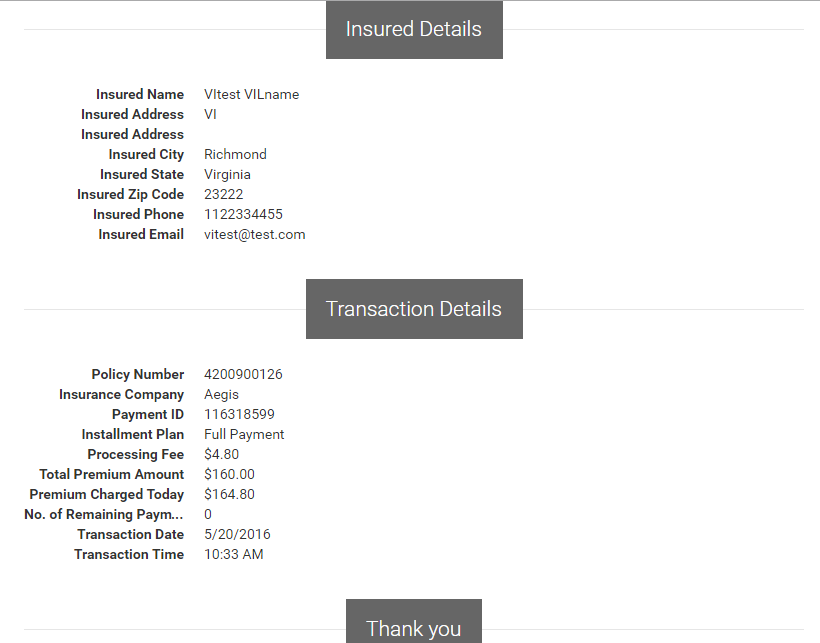 Insured Details
Insured Name VItest VILname
Insured Address VI
Insured Address
Insured City Richmond
Insured State Virginia
Insured Zip Code 23222
Insured Phone 1122334455
Insured Email vitest@test.com
Transaction Details
Policy Number 4200900126
Insurance Company Aegis
Payment ID 116318599
Installment Plan Full Payment
Processing Fee $4.80
Total Premium Amount $160.00
Premium Charged Today $164.80
No. of Remaining Paym... 0
Transaction Date 5/20/2016
Transaction Time 10:33 AM
Thank you